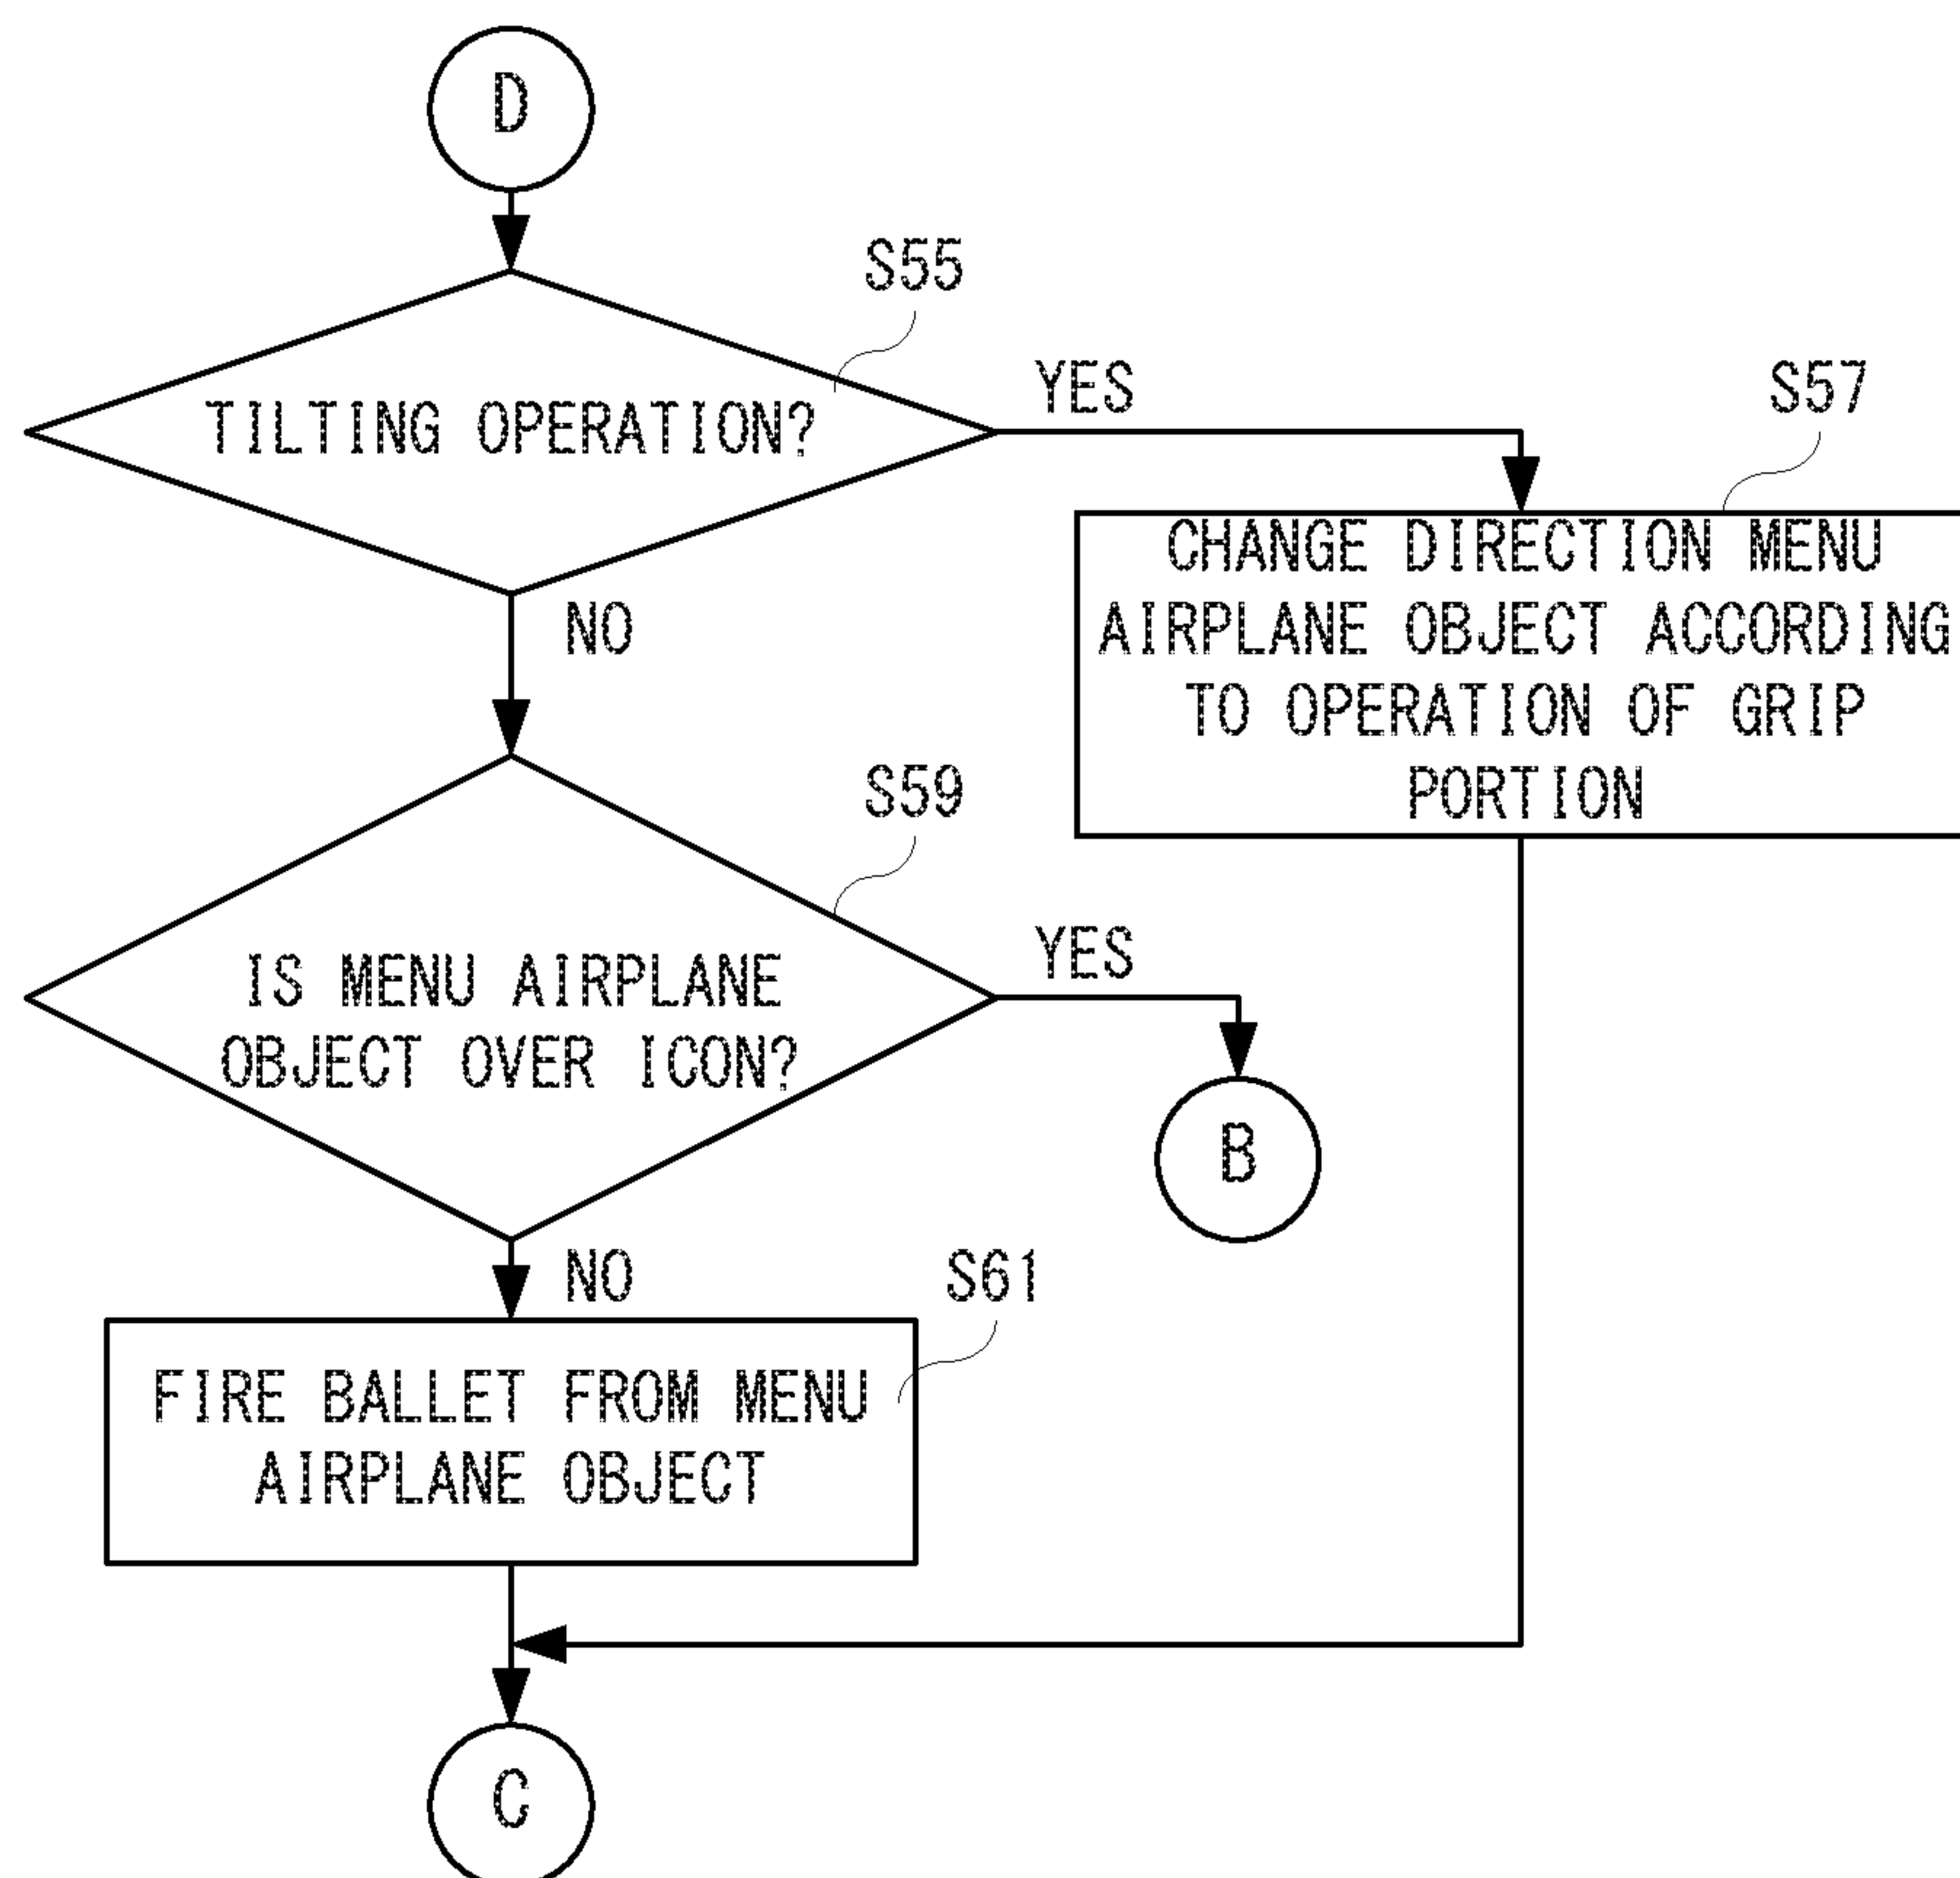 D
S55
TILTING OPERATION?
YES
S57
CHANGE DIRECTION MENU
AIRPLANE OBJECT ACCORDING
TO OPERATION OF GRIP
PORTION
NO
S59
IS MENU AIRPLANE
OBJECT OVER ICON?
YES
B
NO
S61
FIRE BALLET FROM MENU
AIRPLANE OBJECT
C